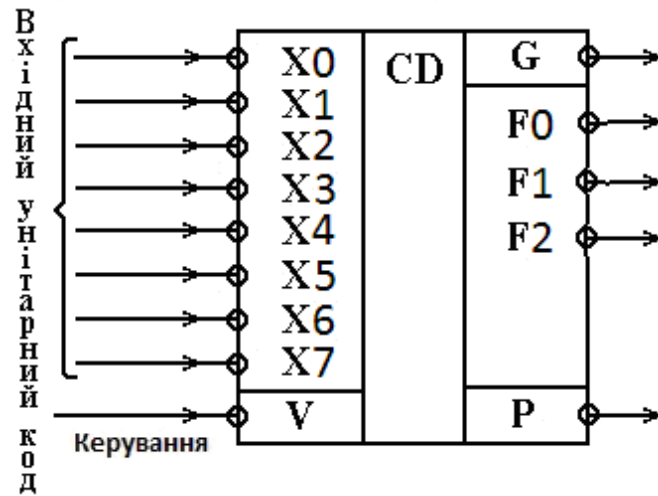 Вхідний унітарний код
X0
X1
X2
X3
X4
X5
X6
X7
V
Керування
CD
G
F0
F1
F2
P